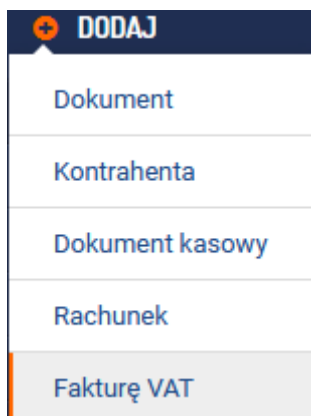 DODAJ
Dokument
Kontrahenta
Dokument kasowy
Rachunek
Fakturę VAT